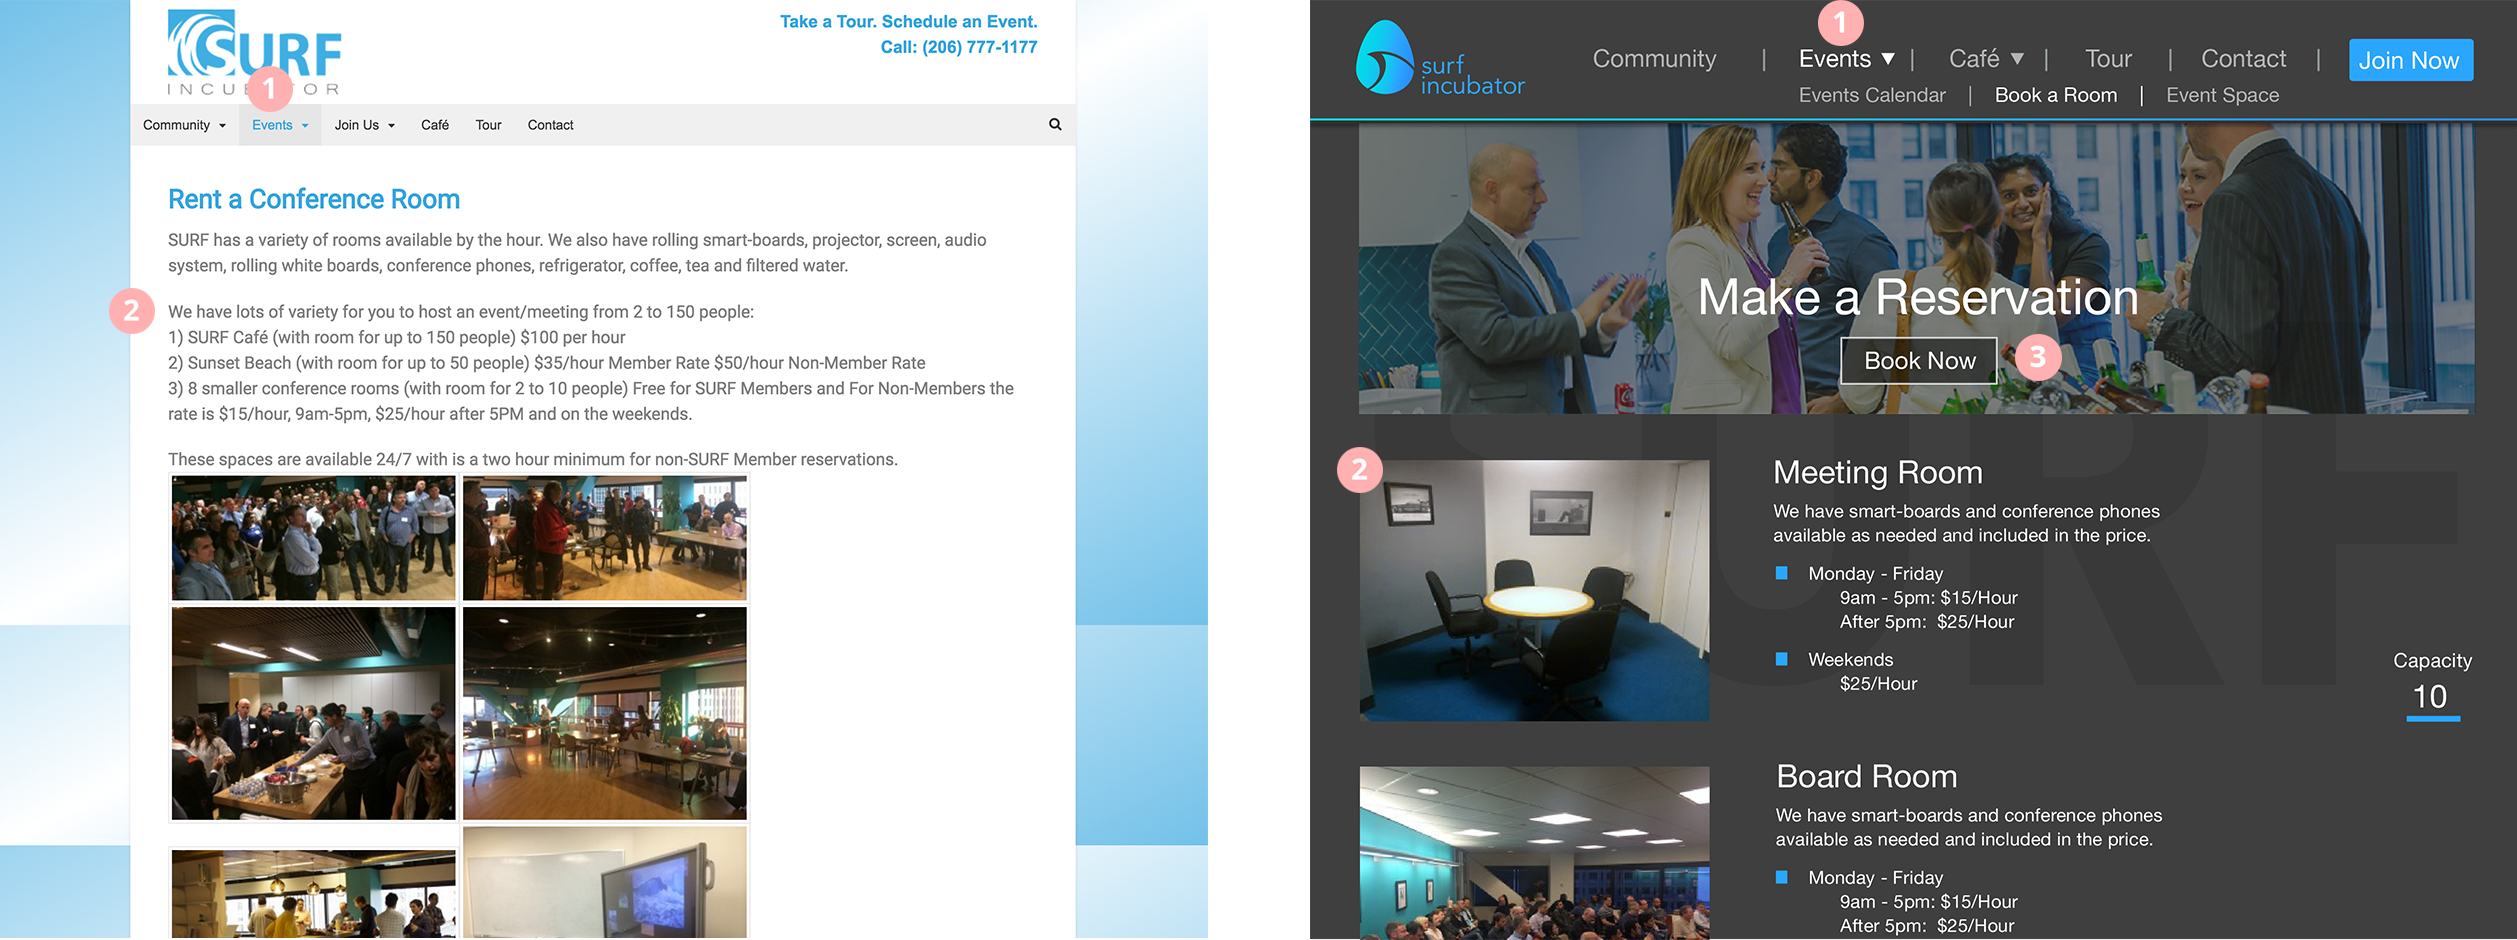 SURF
INCUBATOR
Take a Tour. Schedule an Event.
Call: (206) 777-1177
1
Community
Events
Join Us
Café
Tour
Contact
Rent a Conference Room
SURF has a variety of rooms available by the hour. We also have rolling smart-boards, projector, screen, audio
system, rolling white boards, conference phones, refrigerator, coffee, tea and filtered water.
2
We have lots of variety for you to host an event/meeting from 2 to 150 people:
1) SURF Café (with room for up to 150 people) $100 per hour
2) Sunset Beach (with room for up to 50 people) $35/hour Member Rate $50/hour Non-Member Rate
3) 8 smaller conference rooms (with room for 2 to 10 people) Free for SURF Members and For Non-Members the
rate is $15/hour, 9am-5pm, $25/hour after 5PM and on the weekends.
These spaces are available 24/7 with is a two hour minimum for non-SURF Member reservations.
surf
incubator
1
Community | Events ▼ | Café ▼ | Tour | Contact |
Join Now
Events Calendar | Book a Room | Event Space
Make a Reservation
Book Now
3
SURF
2
Meeting Room
We have smart-boards and conference phones
available as needed and included in the price.
Monday - Friday
9am - 5pm: $15/Hour
After 5pm: $25/Hour
Weekends
$25/Hour
Capacity
10
Board Room
We have smart-boards and conference phones
available as needed and included in the price.
Monday - Friday
9am - 5pm: $15/Hour
After 5pm: $25/Hour